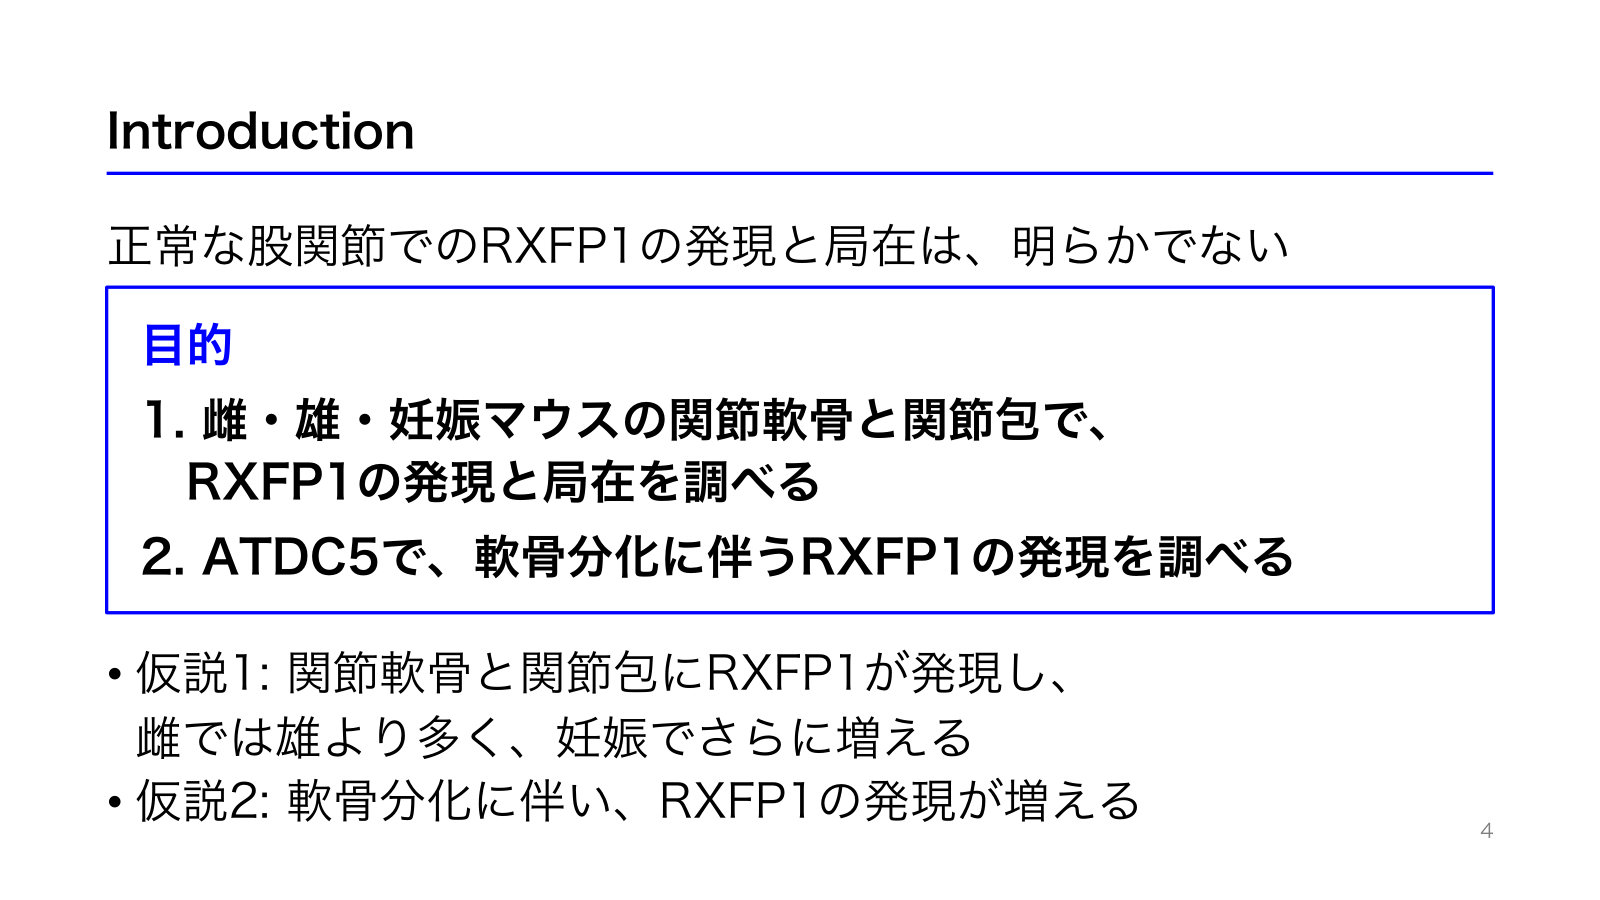 Introduction
正常な股関節でのRXFP1の発現と局在は、明らかでない
目的
1. 雌・雄・妊娠マウスの関節軟骨と関節包で、
RXFP1の発現と局在を調べる
2. ATDC5で、軟骨分化に伴うRXFP1の発現を調べる
• 仮説1: 関節軟骨と関節包にRXFP1が発現し、
雌では雄より多く、妊娠でさらに増える
• 仮説2: 軟骨分化に伴い、RXFP1の発現が増える
4